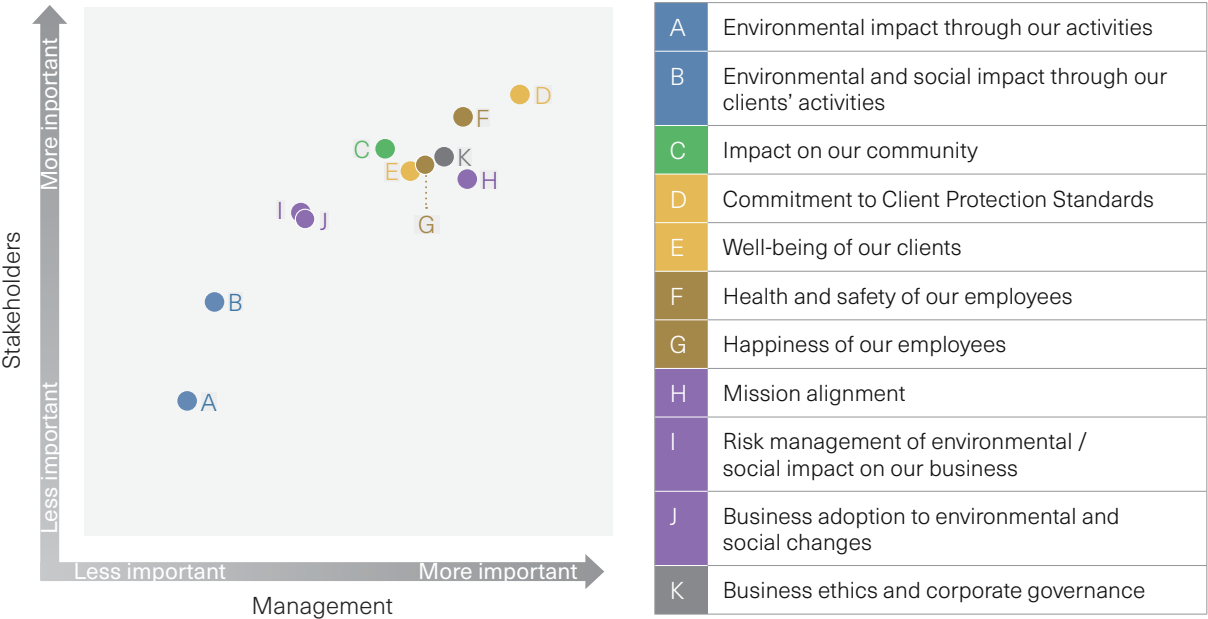 Stakeholders
More inportant
Less important
D
F
C
K
E
H
G
I
J
B
A
Less important
More important
Management
A Environmental impact through our activities
B Environmental and social impact through our
clients’ activities
C Impact on our community
D Commitment to Client Protection Standards
E Well-being of our clients
F Health and safety of our employees
G Happiness of our employees
H Mission alignment
I Risk management of environmental /
social impact on our business
J Business adoption to environmental and
social changes
K Business ethics and corporate governance